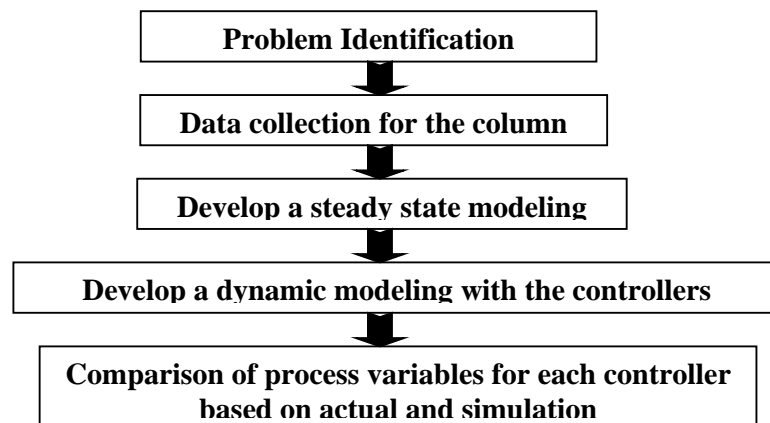 Problem Identification
Data collection for the column
Develop a steady state modeling
Develop a dynamic modeling with the controllers
Comparison of process variables for each controller
based on actual and simulation